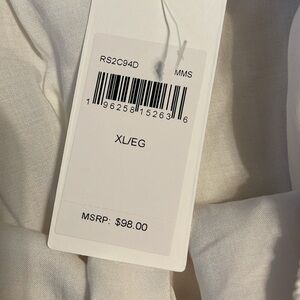 RS2C94D MMS
1 96258 15263 6
XL/EG
MSRP: $98.00